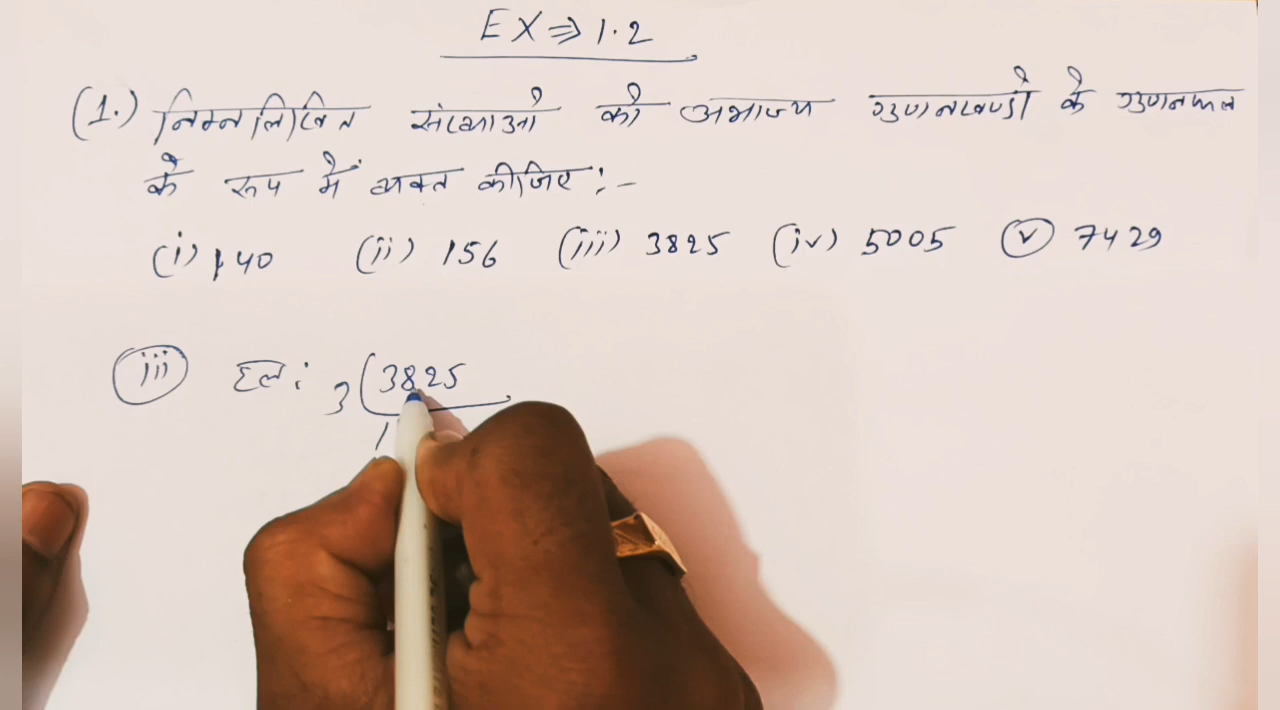 EX ⇒ 1.2
(1.) निम्नलिखित संख्याओ को अभाज्य गुणनखण्डो के गुणनफल
के रूप में व्यक्त कीजिए :-
(i) 140 (ii) 156 (iii) 3825 (iv) 5005 (v) 7429
(iii) हल : 3 3825
1